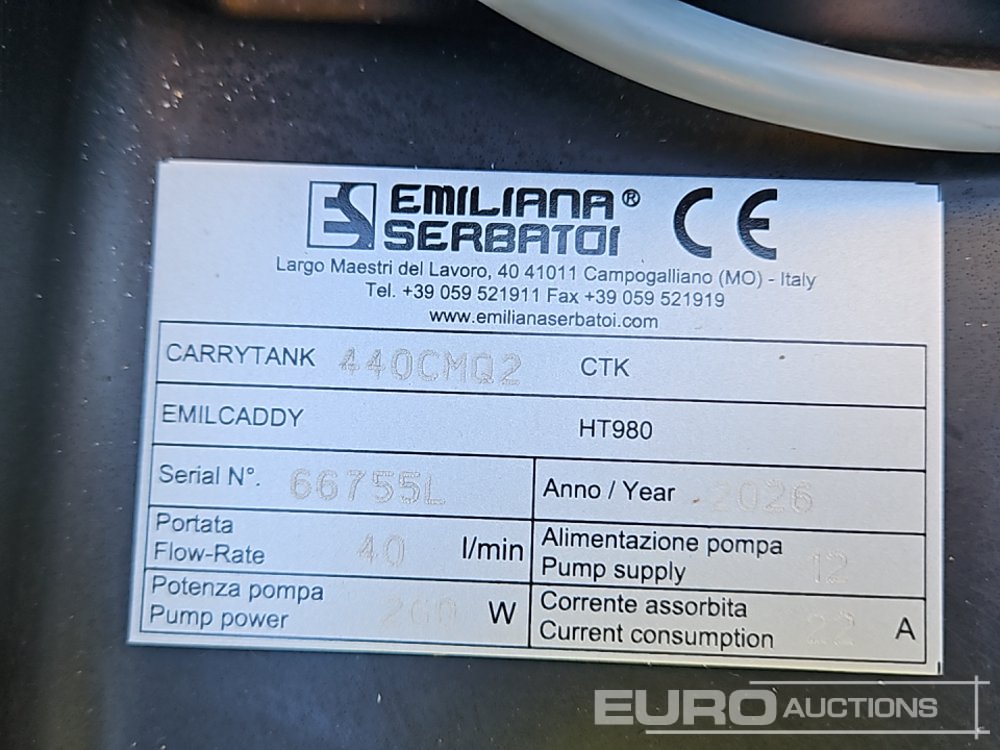 EMILIANA®
SERBATOI
CE
Largo Maestri del Lavoro, 40 41011 Campogalliano (MO) - Italy
Tel. +39 059 521911 Fax +39 059 521919
www.emilianaserbatoi.com
CARRYTANK 440CMQ2 CTK
EMILCADDY HT980
Serial N°. 66755L Anno / Year 2026
Portata
Flow-Rate 40 l/min
Alimentazione pompa
Pump supply 12
Potenza pompa
Pump power 260 W
Corrente assorbita
Current consumption 22 A
EURO AUCTIONS